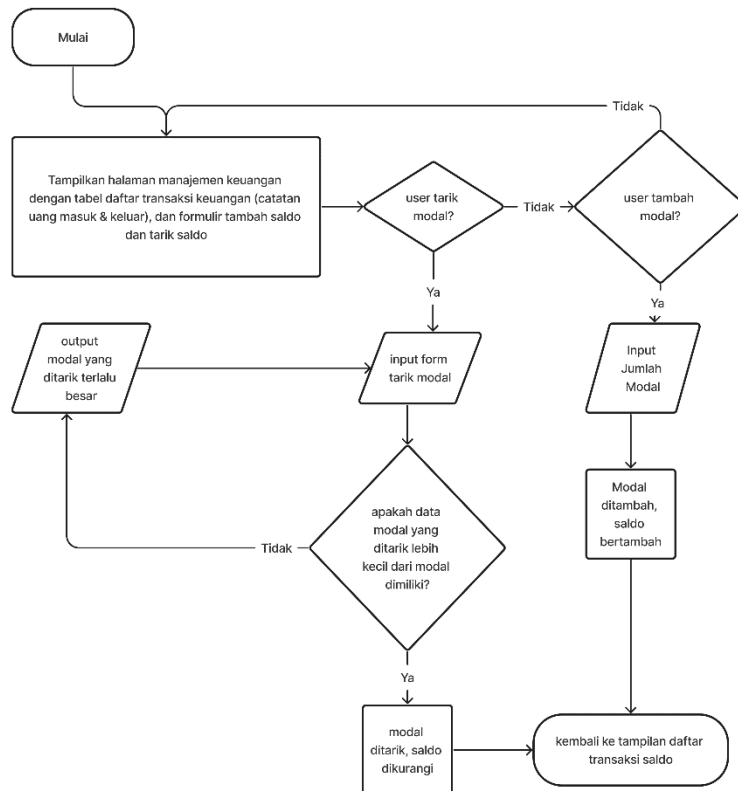 Mulai
Tidak
Tampilkan halaman manajemen keuangan
dengan tabel daftar transaksi keuangan (catatan
uang masuk & keluar), dan formulir tambah saldo
dan tarik saldo
user tarik
modal?
Tidak
user tambah
modal?
Ya
Ya
output
modal yang
ditarik terlalu
besar
input form
tarik modal
Input
Jumlah
Modal
apakah data
modal yang
ditarik lebih
kecil dari modal
dimiliki?
Tidak
Modal
ditambah,
saldo
bertambah
Ya
modal
ditarik, saldo
dikurangi
kembali ke tampilan daftar
transaksi saldo